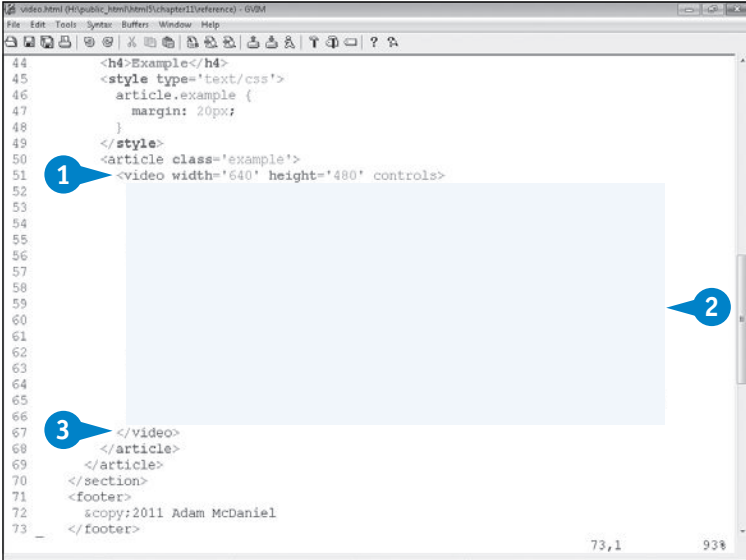 video.html (H:\public_html\html5\chapter11\reference) - GVIM
File Edit Tools Syntax Buffers Window Help
44 <h4>Example</h4>
45 <style type='text/css'>
46 article.example {
47 margin: 20px;
48 }
49 </style>
50 <article class='example'>
51 1 <video width='640' height='480' controls>
52
53
54
55
56
57
58
59
2
60
61
62
63
64
65
66
67 3 </video>
68 </article>
69 </article>
70 </section>
71 <footer>
72 &copy;2011 Adam McDaniel
73 </footer>
73,1 93%